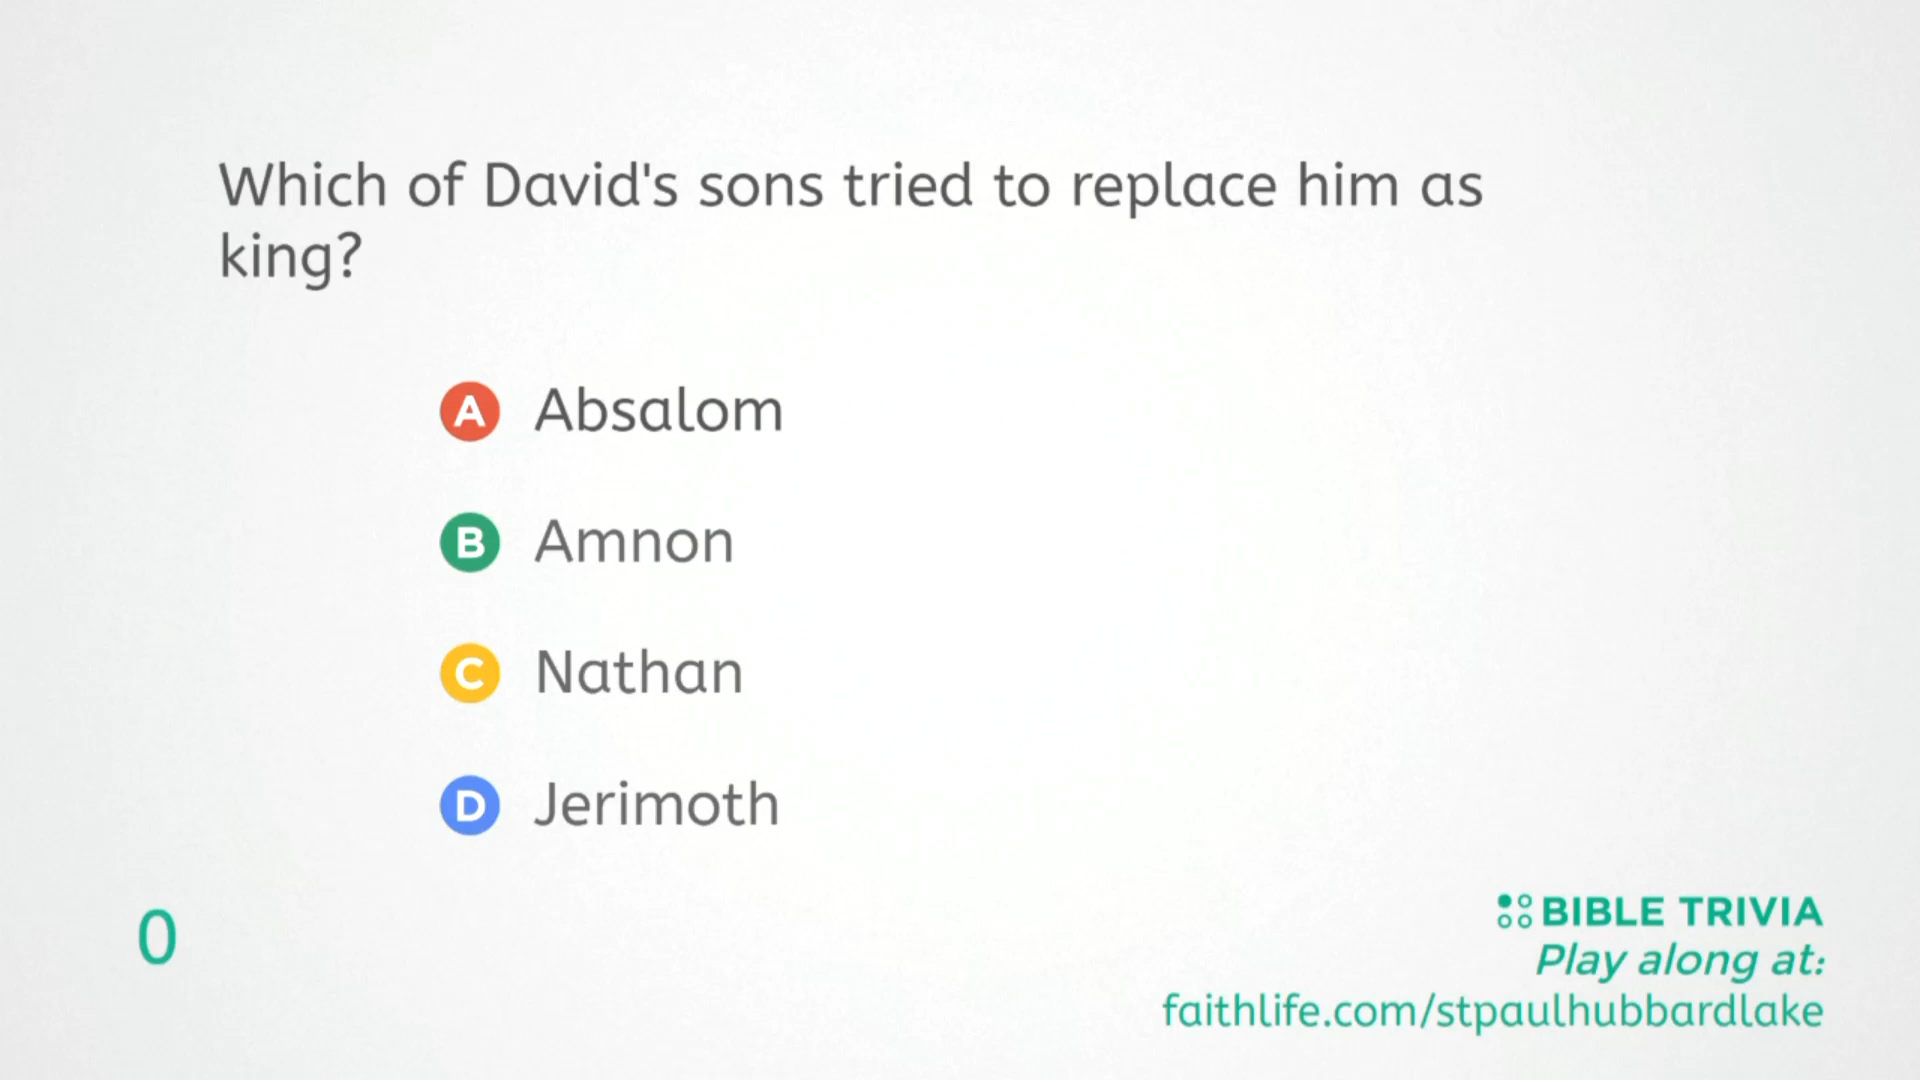 Which of David's sons tried to replace him as
king?
A Absalom
B Amnon
C Nathan
D Jerimoth
0
BIBLE TRIVIA
Play along at:
faithlife.com/stpaulhubbardlake